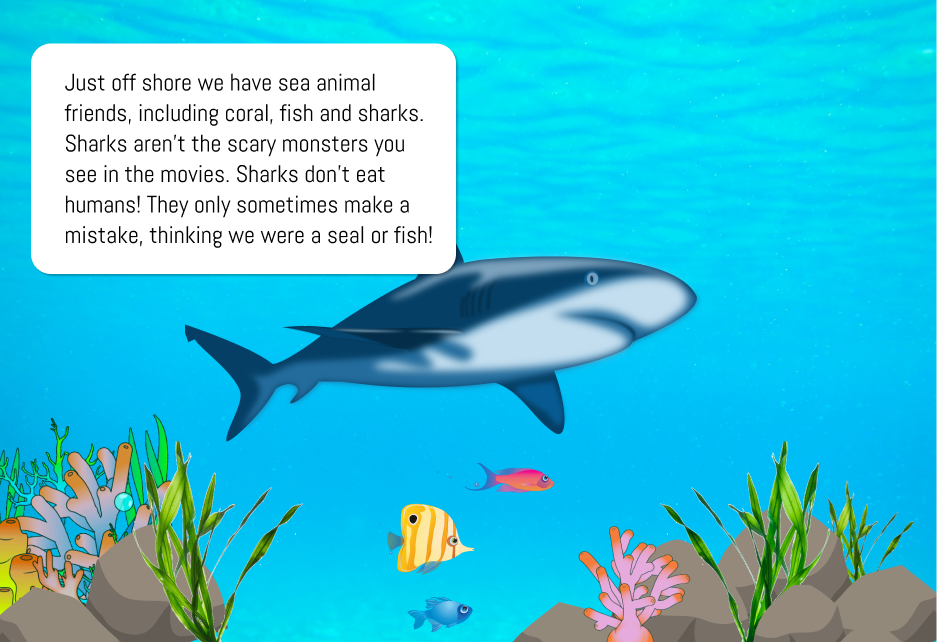 Just off shore we have sea animal
friends, including coral, fish and sharks.
Sharks aren't the scary monsters you
see in the movies. Sharks don't eat
humans! They only sometimes make a
mistake, thinking we were a seal or fish!